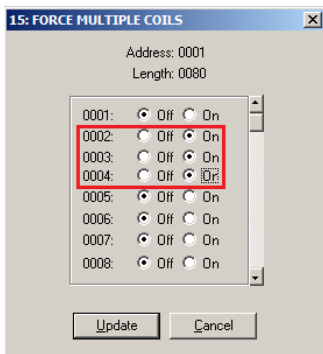 15: FORCE MULTIPLE COILS
Address: 0001
Length: 0080
0001: Off On
0002: Off On
0003: Off On
0004: Off On
0005: Off On
0006: Off On
0007: Off On
0008: Off On
Update Cancel